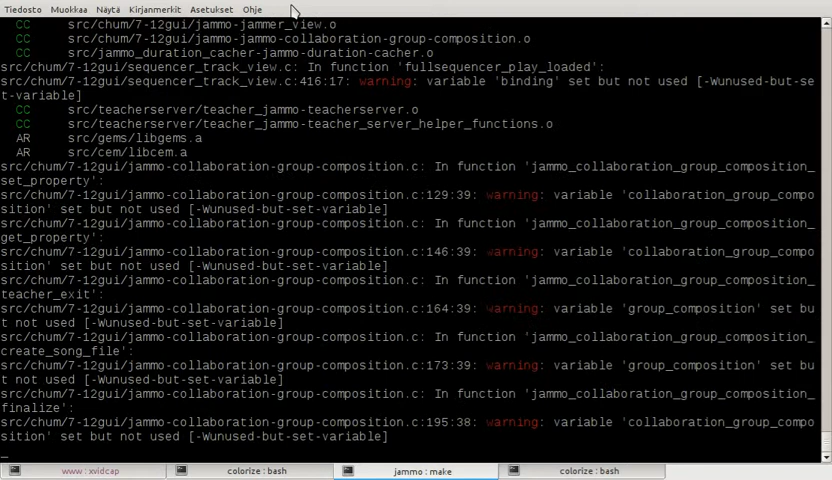 Tiedosto Muokkaa Näytä Kirjanmerkit Asetukset Ohje
CC src/chum/7-12gui/jammo-jammer_view.o
CC src/chum/7-12gui/jammo-jammo-collaboration-group-composition.o
CC src/jammo_duration_cacher-jammo-duration-cacher.o
src/chum/7-12gui/sequencer_track_view.c: In function 'fullsequencer_play_loaded':
src/chum/7-12gui/sequencer_track_view.c:416:17: warning: variable 'binding' set but not used [-Wunused-but-se
t-variable]
CC src/teacherserver/teacher_jammo-teacherserver.o
CC src/teacherserver/teacher_jammo-teacher_server_helper_functions.o
AR src/gems/libgems.a
AR src/cem/libcem.a
src/chum/7-12gui/jammo-collaboration-group-composition.c: In function 'jammo_collaboration_group_composition_
set_property':
src/chum/7-12gui/jammo-collaboration-group-composition.c:129:39: warning: variable 'collaboration_group_compo
sition' set but not used [-Wunused-but-set-variable]
src/chum/7-12gui/jammo-collaboration-group-composition.c: In function 'jammo_collaboration_group_composition_
get_property':
src/chum/7-12gui/jammo-collaboration-group-composition.c:146:39: warning: variable 'collaboration_group_compo
sition' set but not used [-Wunused-but-set-variable]
src/chum/7-12gui/jammo-collaboration-group-composition.c: In function 'jammo_collaboration_group_composition_
teacher_exit':
src/chum/7-12gui/jammo-collaboration-group-composition.c:164:39: warning: variable 'group_composition' set bu
t not used [-Wunused-but-set-variable]
src/chum/7-12gui/jammo-collaboration-group-composition.c: In function 'jammo_collaboration_group_composition_
create_song_file':
src/chum/7-12gui/jammo-collaboration-group-composition.c:173:39: warning: variable 'group_composition' set bu
t not used [-Wunused-but-set-variable]
src/chum/7-12gui/jammo-collaboration-group-composition.c: In function 'jammo_collaboration_group_composition_
finalize':
src/chum/7-12gui/jammo-collaboration-group-composition.c:195:38: warning: variable 'collaboration_group_compo
sition' set but not used [-Wunused-but-set-variable]
www : xvidcap colorize : bash jammo : make colorize : bash